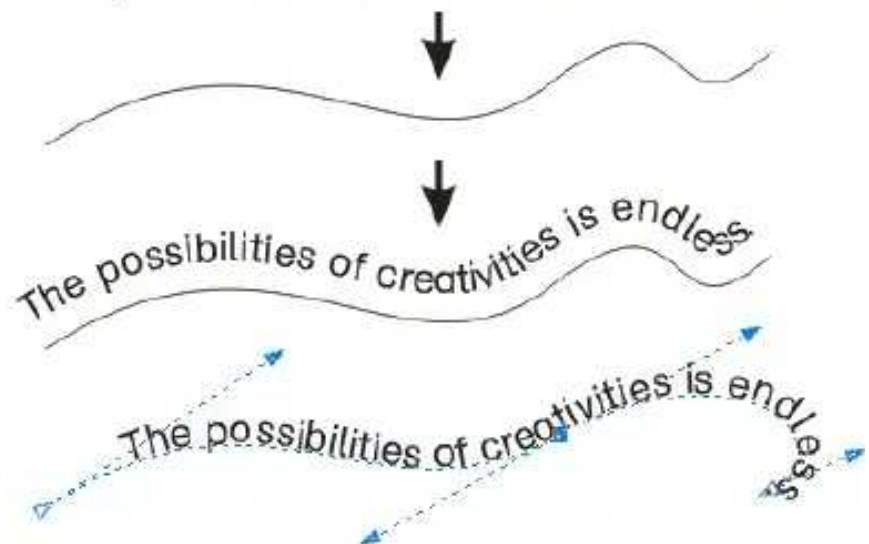 The possibilities of creativities is endless.
The possibilities of creativities is endless